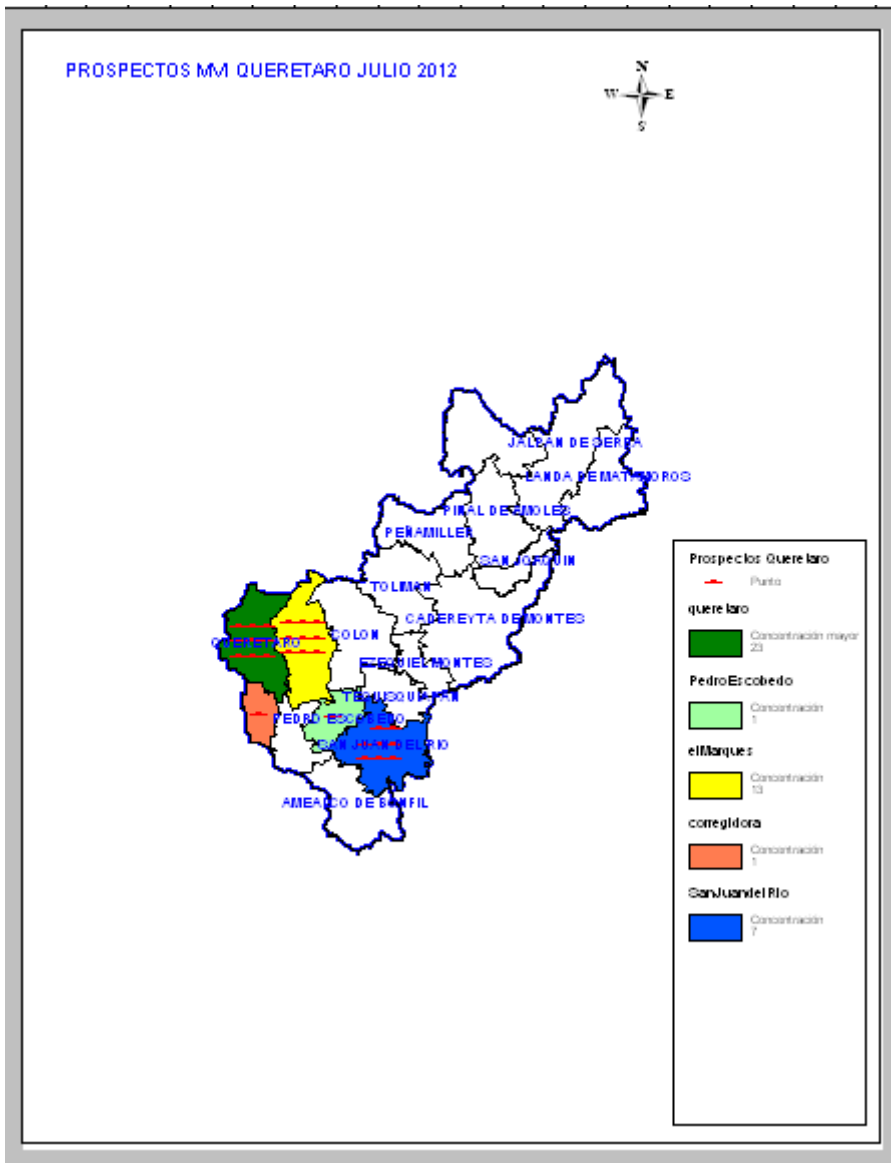 PROSPECTOS MVI QUERETARO JULIO 2012
N
W E
S
JALPAN DE SERRA
LANDA DE MATAMOROS
PINAL DE AMOLES
PEÑAMILLER
SAN JOAQUIN
TOLIMAN
CADEREYTA DE MONTES
QUERETARO
COLON
EZEQUIEL MONTES
TEQUISQUIAPAN
PEDRO ESCOBEDO
SAN JUAN DEL RIO
AMEALCO DE BONFIL
Prospectos Queretaro
Punto
queretaro
Concentración mayor
23
PedroEscobedo
Concentración
1
elMarques
Concentración
13
corregidora
Concentración
1
SanJuandelRio
Concentración
7